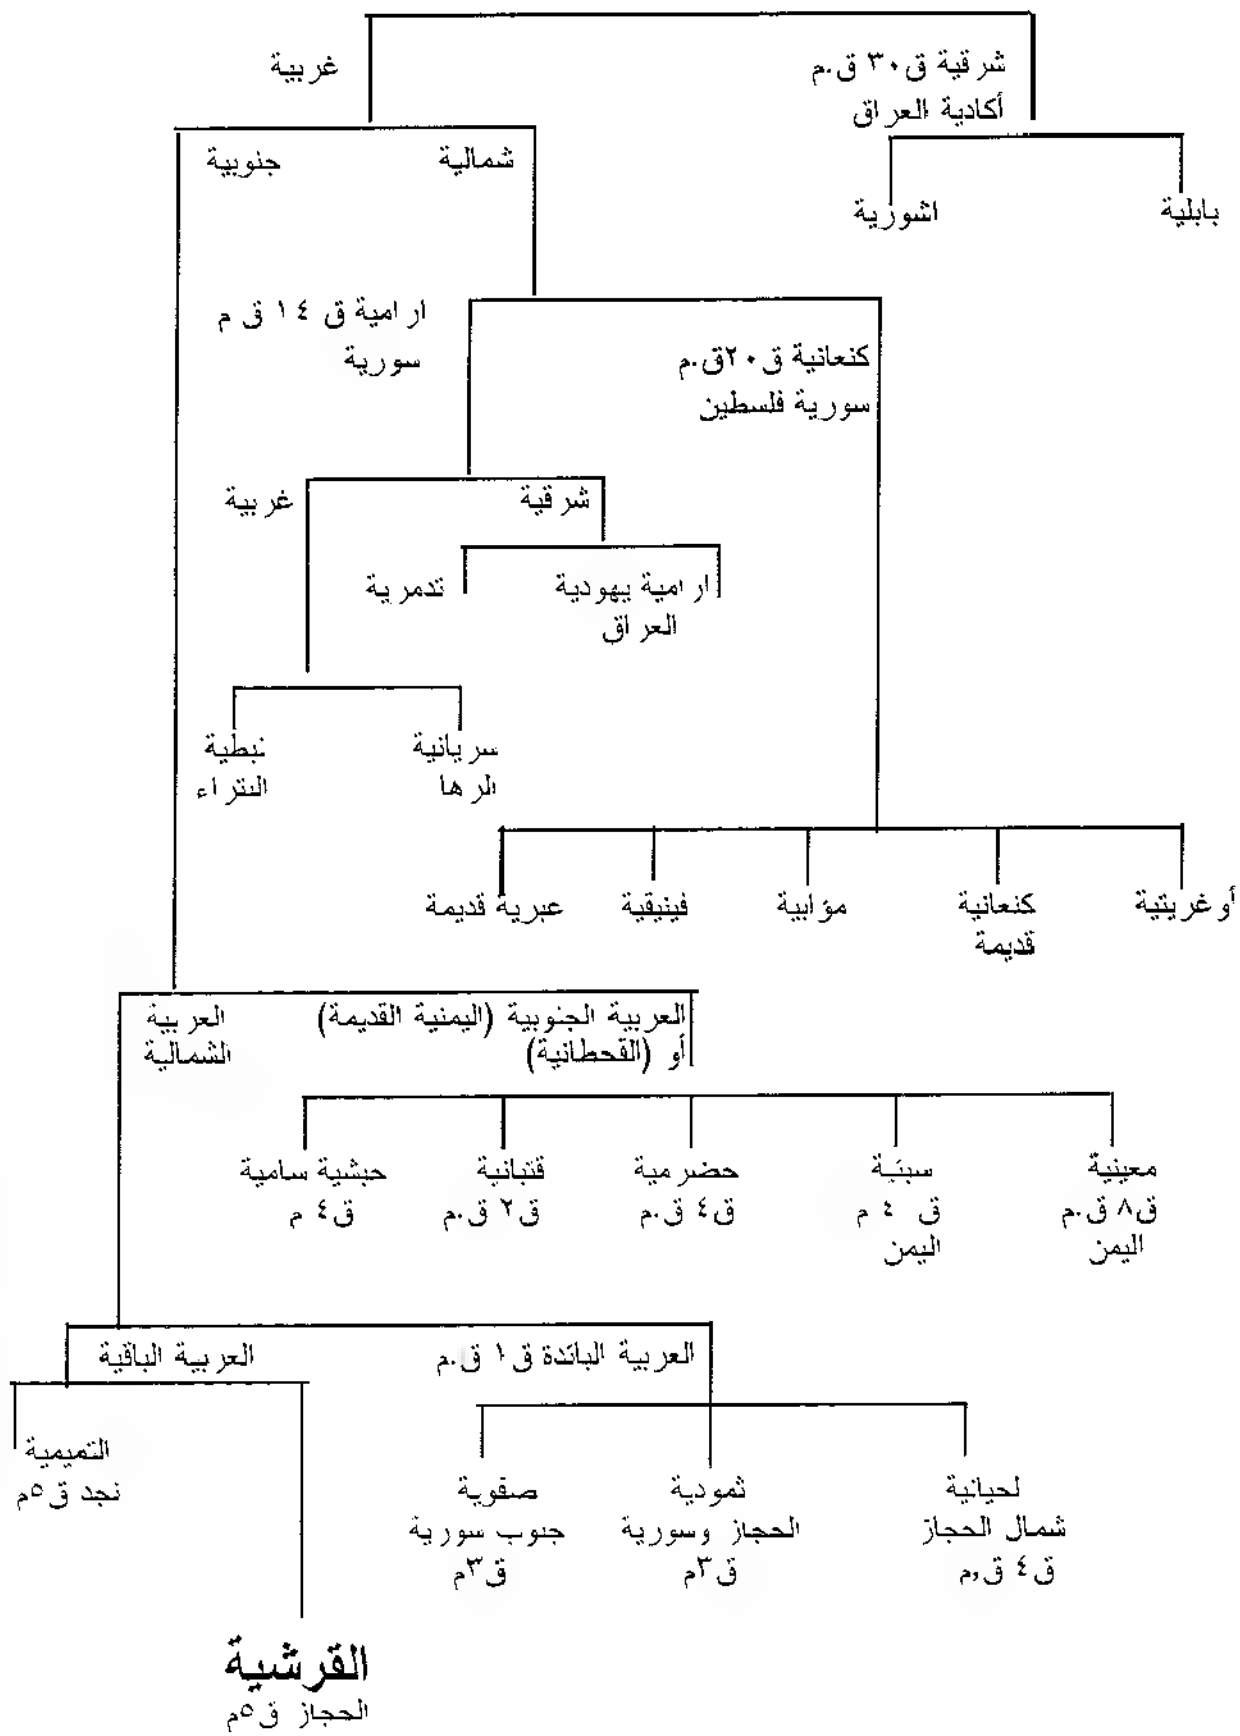 شرقية ق٣٠ ق.م
أكادية العراق
غربية
بابلية
اشورية
شمالية
جنوبية
كنعانية ق٢٠ق.م
سورية فلسطين
ارامية ق ١٤ ق م
سورية
شرقية
غربية
ارامية يهودية
العراق
تدمرية
سريانية
الرها
نبطية
البتراء
أوغريتية
كنعانية
قديمة
مؤابية
فينيقية
عبرية قديمة
العربية الجنوبية (اليمنية القديمة)
أو (القحطانية)
العربية
الشمالية
معينية
ق٨ ق.م
اليمن
سبئية
ق ٤ م
اليمن
حضرمية
ق٤ ق.م
قتبانية
ق٢ ق.م
حبشية سامية
ق٤ م
العربية البائدة ق١ ق.م
العربية الباقية
لحيانية
شمال الحجاز
ق٤ ق.م
ثمودية
الحجاز وسورية
ق٣م
صفوية
جنوب سورية
ق٣م
التميمية
نجد ق٥م
القرشية
الحجاز ق٥م